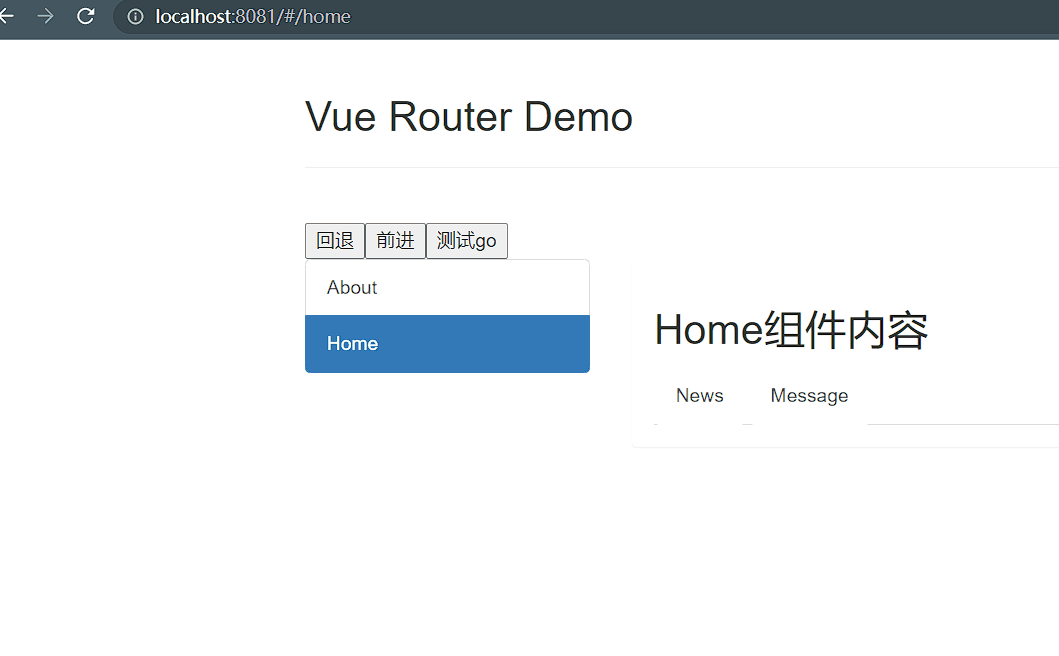 localhost:8081/#/home
Vue Router Demo
回退 前进 测试go
About
Home
Home组件内容
News Message